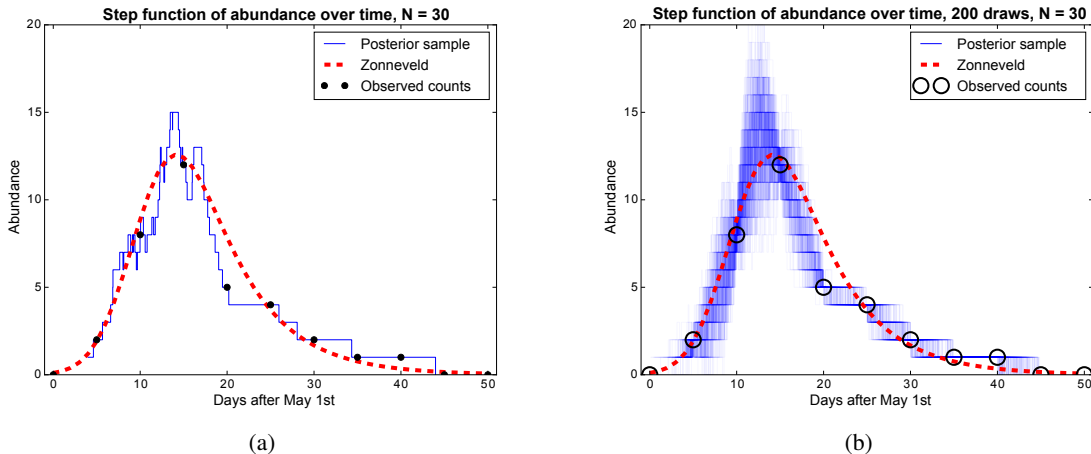 Step function of abundance over time, N = 30
Posterior sample
Zonneveld
Observed counts
Abundance
20
15
10
5
0
0 10 20 30 40 50
Days after May 1st
(a)
Step function of abundance over time, 200 draws, N = 30
Posterior sample
Zonneveld
Observed counts
Abundance
20
15
10
5
0
0 10 20 30 40 50
Days after May 1st
(b)